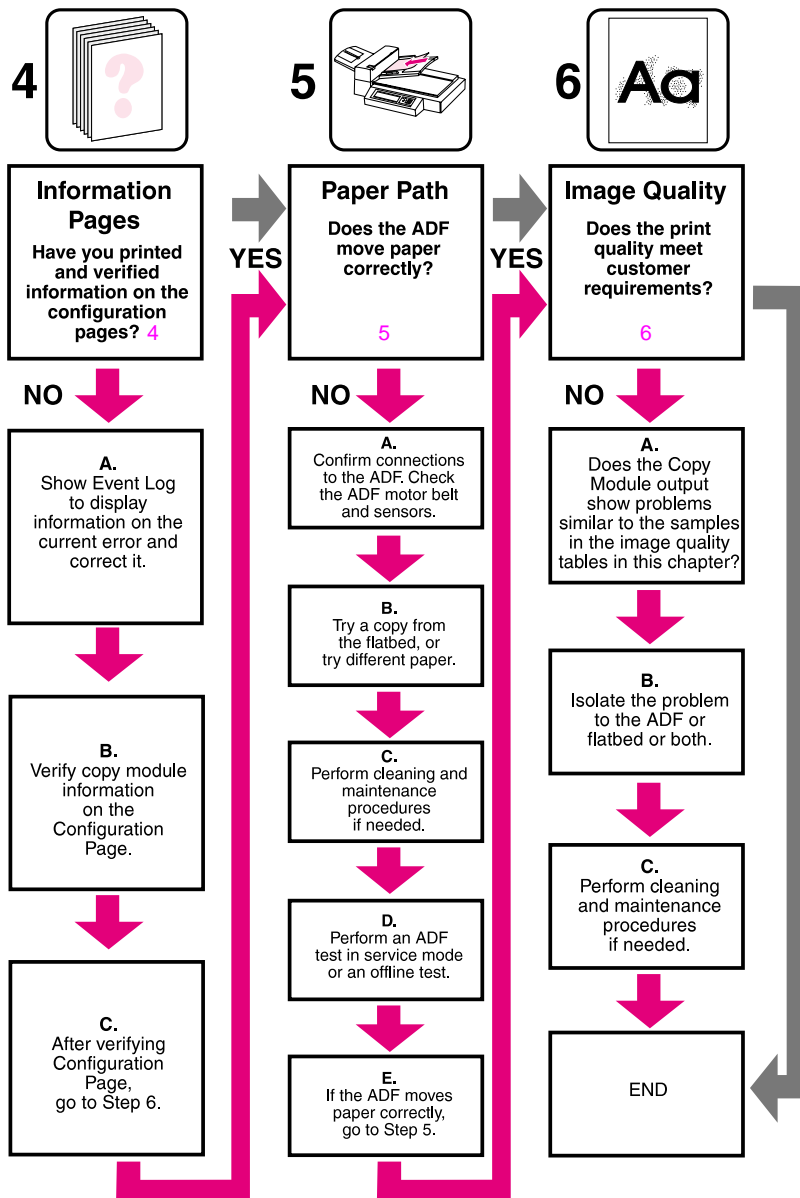 4
?
Information
Pages
Have you printed
and verified
information on the
configuration
pages? 4
YES
NO
A.
Show Event Log
to display
information on the
current error and
correct it.
B.
Verify copy module
information
on the
Configuration
Page.
C.
After verifying
Configuration
Page,
go to Step 6.
5
Paper Path
Does the ADF
move paper
correctly?
5
YES
NO
A.
Confirm connections
to the ADF. Check
the ADF motor belt
and sensors.
B.
Try a copy from
the flatbed, or
try different paper.
C.
Perform cleaning and
maintenance
procedures
if needed.
D.
Perform an ADF
test in service mode
or an offline test.
E.
If the ADF moves
paper correctly,
go to Step 5.
6
Aa
Image Quality
Does the print
quality meet
customer
requirements?
6
NO
A.
Does the Copy
Module output
show problems
similar to the samples
in the image quality
tables in this chapter?
B.
Isolate the problem
to the ADF or
flatbed or both.
C.
Perform cleaning
and maintenance
procedures
if needed.
END